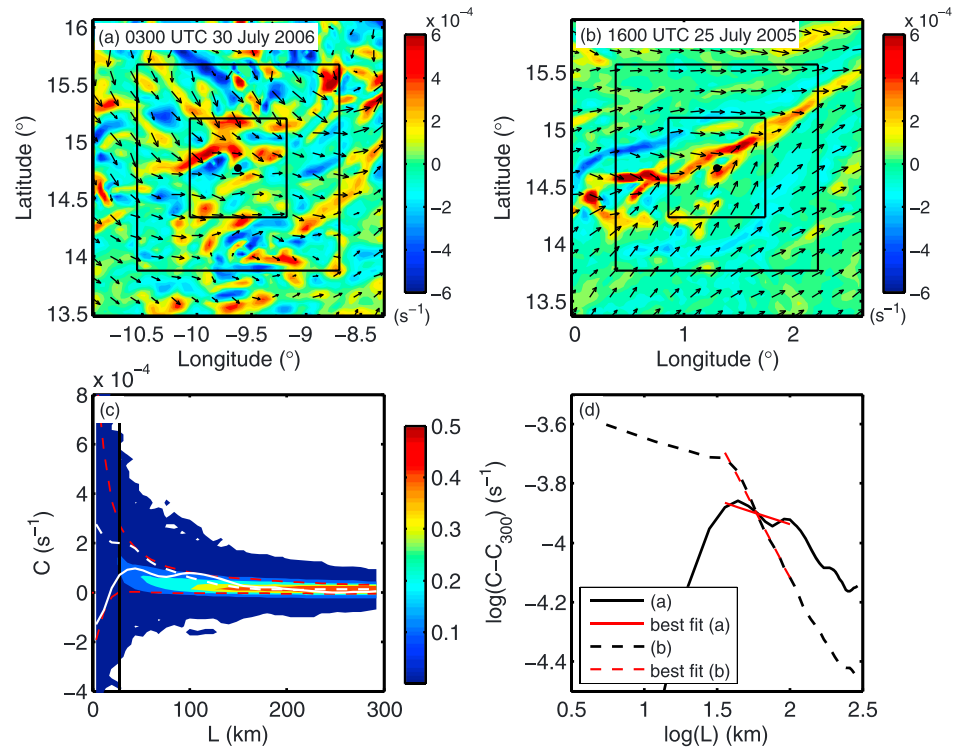 (a) 0300 UTC 30 July 2006
16
15.5
15
14.5
14
13.5
Latitude (°)
−10.5
−10
−9.5
−9
−8.5
Longitude (°)
x 10⁻⁴
6
4
2
0
−2
−4
−6
(s⁻¹)
(b) 1600 UTC 25 July 2005
15.5
15
14.5
14
13.5
Latitude (°)
0
1
2
Longitude (°)
x 10⁻⁴
6
4
2
0
−2
−4
−6
(s⁻¹)
x 10⁻⁴
(c)
8
6
4
2
0
−2
−4
C (s⁻¹)
0
100
200
300
L (km)
0.5
0.4
0.3
0.2
0.1
(d)
−3.6
−3.8
−4
−4.2
−4.4
log(C−C₃₀₀) (s⁻¹)
(a)
best fit (a)
(b)
best fit (b)
0.5
1.0
1.5
2.0
2.5
log(L) (km)